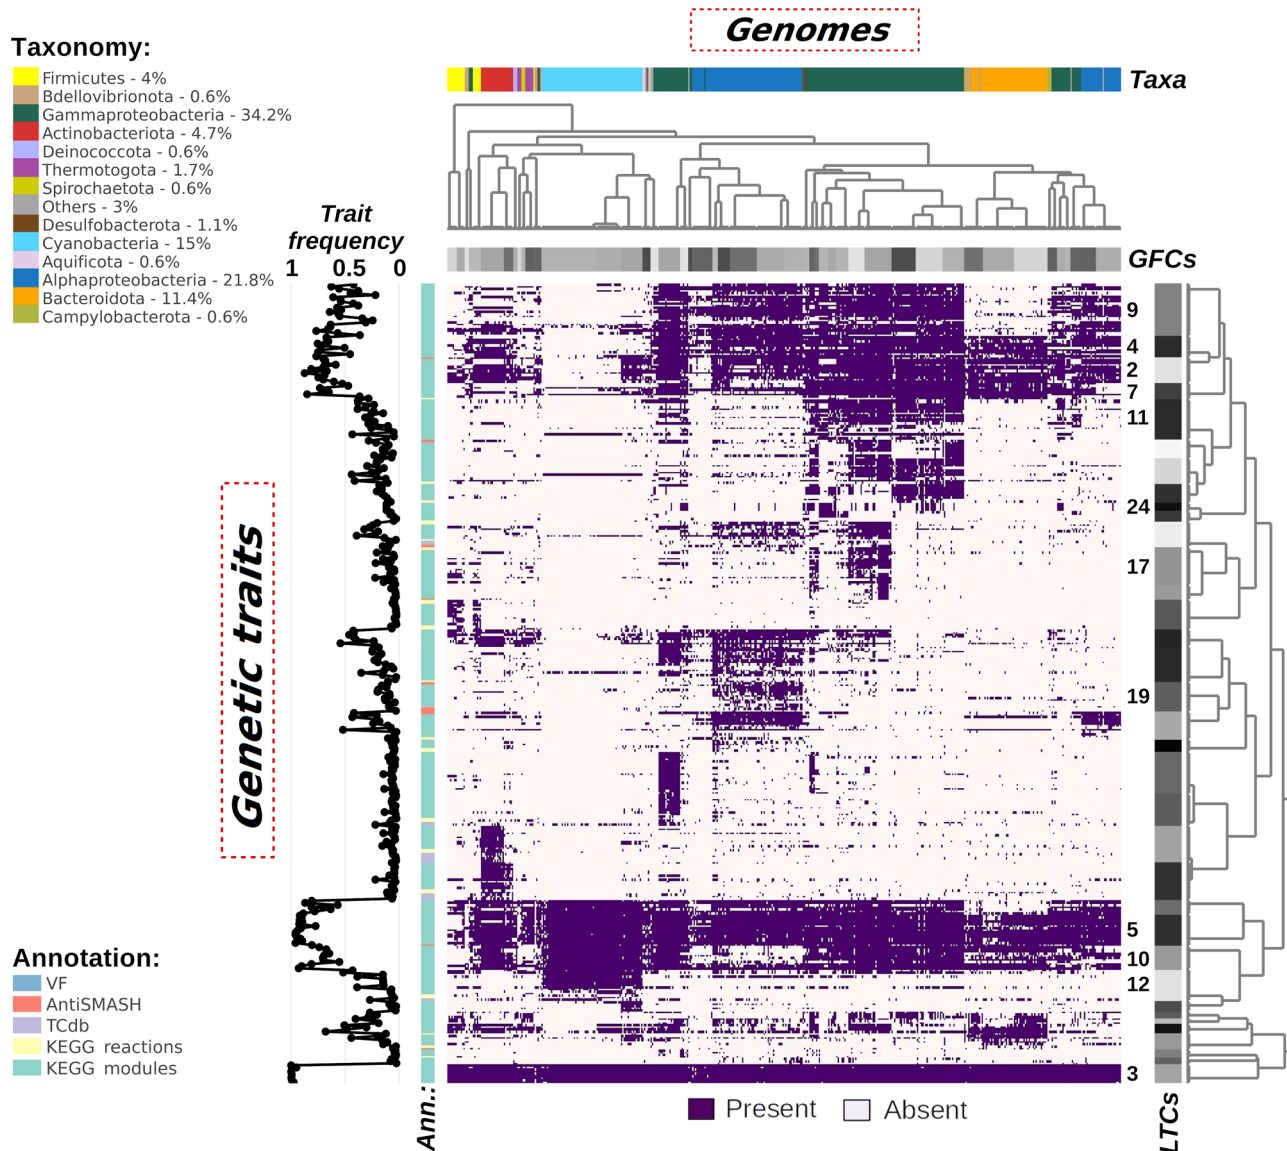 Genomes
Taxonomy:
Firmicutes - 4%
Bdellovibrionota - 0.6%
Gammaproteobacteria - 34.2%
Actinobacteriota - 4.7%
Deinococcota - 0.6%
Thermotogota - 1.7%
Spirochaetota - 0.6%
Others - 3%
Desulfobacterota - 1.1%
Cyanobacteria - 15%
Aquificota - 0.6%
Alphaproteobacteria - 21.8%
Bacteroidota - 11.4%
Campylobacterota - 0.6%
Taxa
Trait
frequency
1 0.5 0
GFCs
9
4
2
7
11
24
17
19
5
10
12
3
Genetic traits
Annotation:
VF
AntiSMASH
TCdb
KEGG reactions
KEGG modules
Ann.:
Present Absent
LTCs